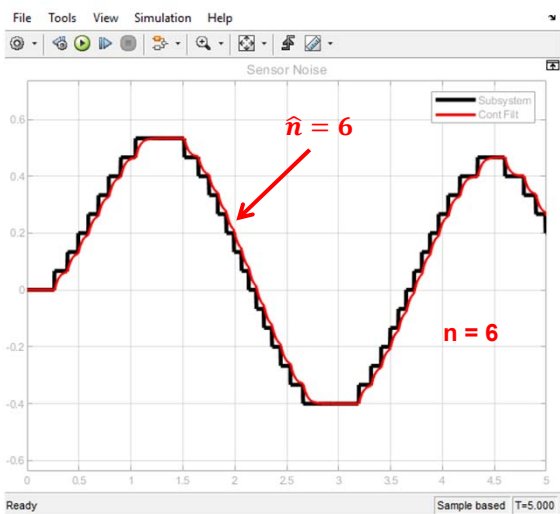 File Tools View Simulation Help
Sensor Noise
Subsystem
Cont Filt
n̂ = 6
n = 6
0.6
0.4
0.2
0
-0.2
-0.4
-0.6
0 0.5 1 1.5 2 2.5 3 3.5 4 4.5 5
Ready Sample based T=5.000